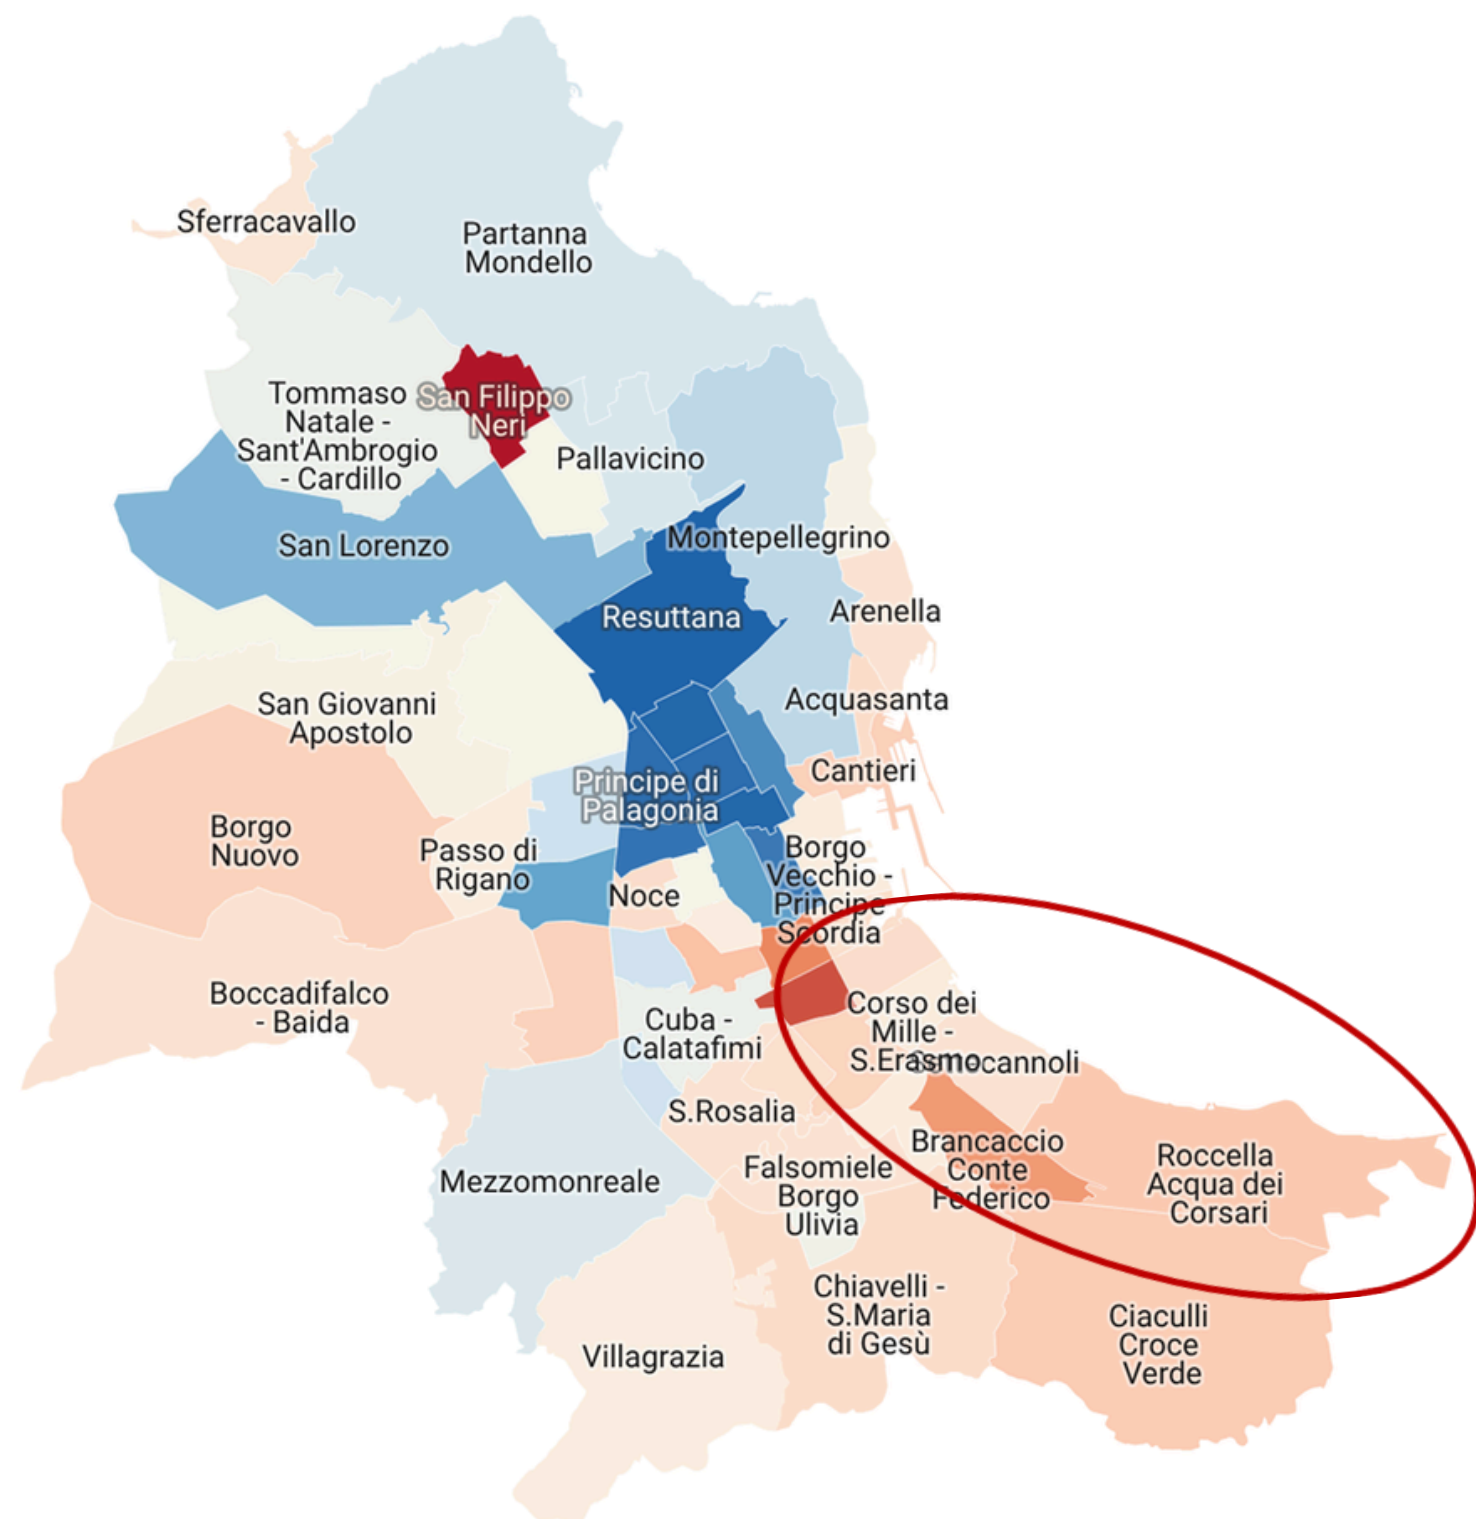 Sferracavallo
Partanna
Mondello
Tommaso
Natale -
Sant'Ambrogio
- Cardillo
San Filippo
Neri
Pallavicino
San Lorenzo
Montepellegrino
Resuttana
Arenella
San Giovanni
Apostolo
Acquasanta
Principe di
Palagonia
Cantieri
Borgo
Nuovo
Passo di
Rigano
Noce
Borgo
Vecchio -
Principe
Scordia
Boccadifalco
- Baida
Cuba -
Calatafimi
Corso dei
Mille -
S.Erasmo
S.Rosalia
Mezzomonreale
Falsomiele
Borgo
Ulivia
Brancaccio
Conte
Federico
Roccella
Acqua dei
Corsari
Chiavelli -
S.Maria
di Gesù
Ciaculli
Croce
Verde
Villagrazia